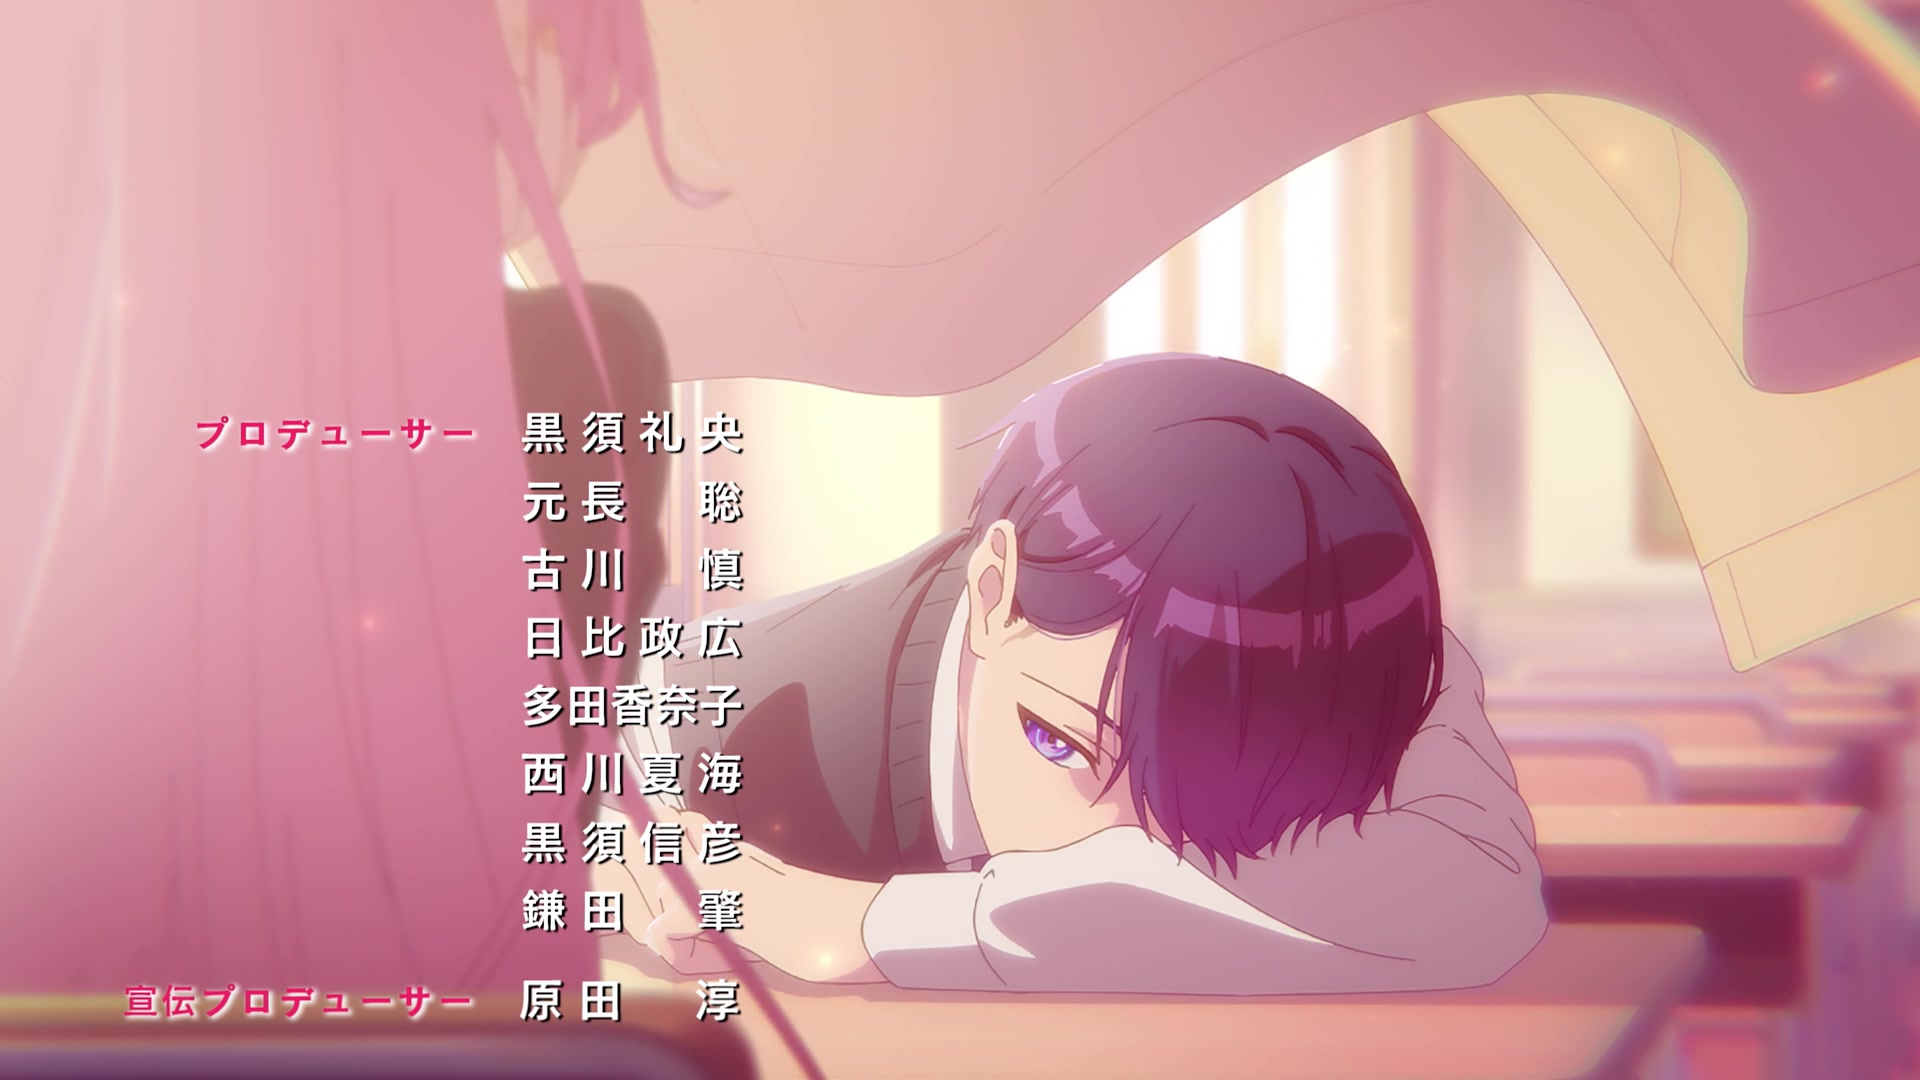 プロデューサー 黒須礼央
元長 聡
古川 慎
日比政広
多田香奈子
西川夏海
黒須信彦
鎌田 肇
宣伝プロデューサー 原田 淳